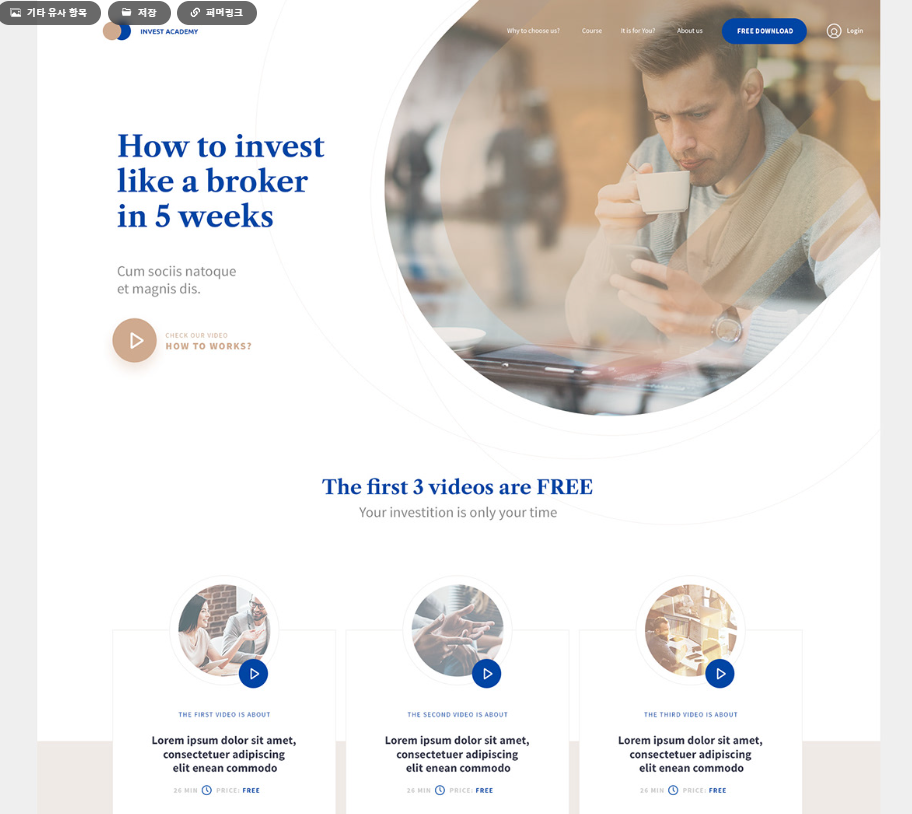 기타 유사 항목
저장
퍼머링크
INVEST ACADEMY
Why to choose us?
Course
It is for You?
About us
FREE DOWNLOAD
Login
How to invest
like a broker
in 5 weeks
Cum sociis natoque
et magnis dis.
CHECK OUR VIDEO
HOW TO WORKS?
The first 3 videos are FREE
Your investition is only your time
THE FIRST VIDEO IS ABOUT
Lorem ipsum dolor sit amet,
consectetuer adipiscing
elit enean commodo
26 MIN PRICE: FREE
THE SECOND VIDEO IS ABOUT
Lorem ipsum dolor sit amet,
consectetuer adipiscing
elit enean commodo
26 MIN PRICE: FREE
THE THIRD VIDEO IS ABOUT
Lorem ipsum dolor sit amet,
consectetuer adipiscing
elit enean commodo
26 MIN PRICE: FREE